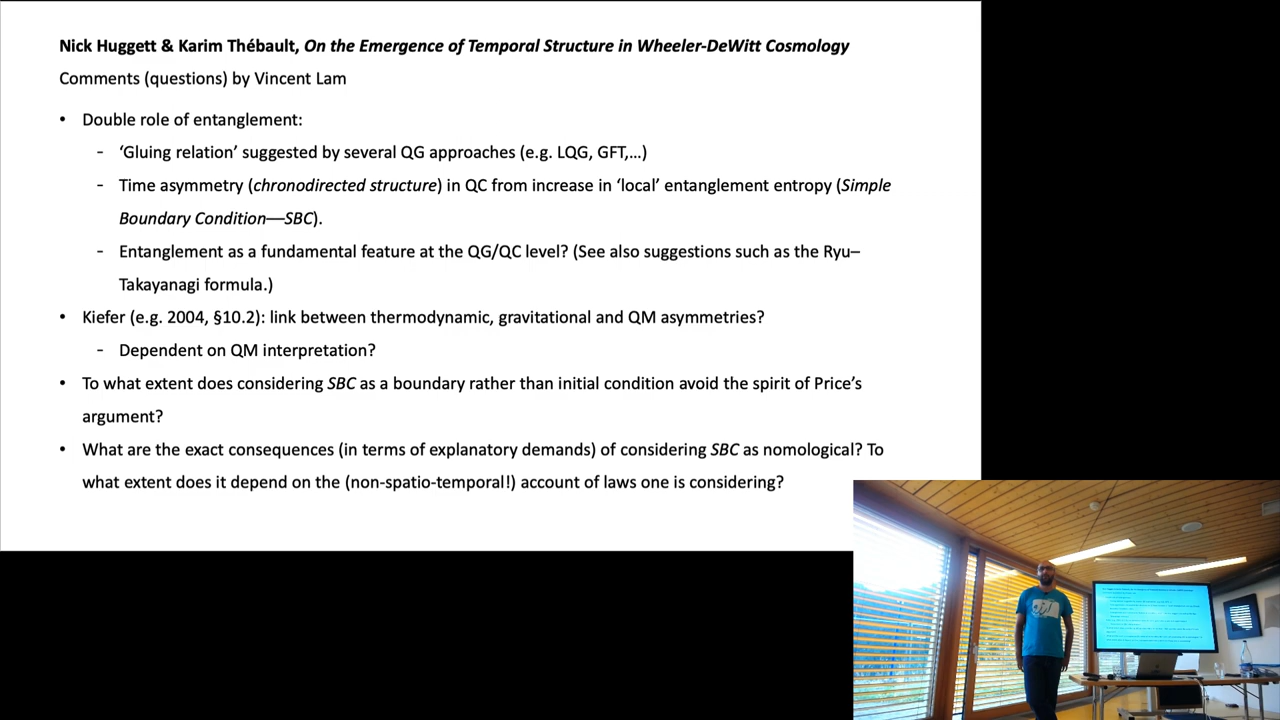 Nick Huggett & Karim Thébault, On the Emergence of Temporal Structure in Wheeler-DeWitt Cosmology
Comments (questions) by Vincent Lam
• Double role of entanglement:
- ‘Gluing relation’ suggested by several QG approaches (e.g. LQG, GFT,…)
- Time asymmetry (chronodirected structure) in QC from increase in ‘local’ entanglement entropy (Simple
Boundary Condition—SBC).
- Entanglement as a fundamental feature at the QG/QC level? (See also suggestions such as the Ryu–
Takayanagi formula.)
• Kiefer (e.g. 2004, §10.2): link between thermodynamic, gravitational and QM asymmetries?
- Dependent on QM interpretation?
• To what extent does considering SBC as a boundary rather than initial condition avoid the spirit of Price’s
argument?
• What are the exact consequences (in terms of explanatory demands) of considering SBC as nomological? To
what extent does it depend on the (non-spatio-temporal!) account of laws one is considering?